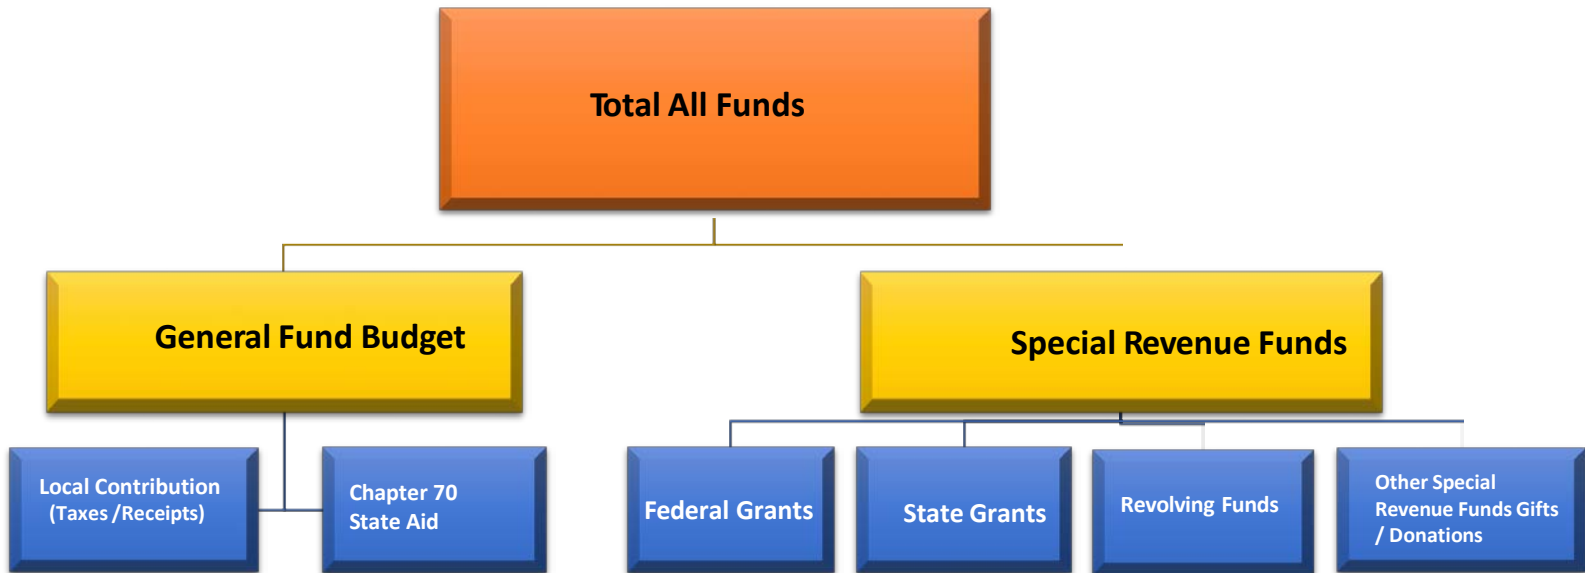 Total All Funds
General Fund Budget
Special Revenue Funds
Local Contribution
(Taxes /Receipts)
Chapter 70
State Aid
Federal Grants
State Grants
Revolving Funds
Other Special
Revenue Funds Gifts
/ Donations